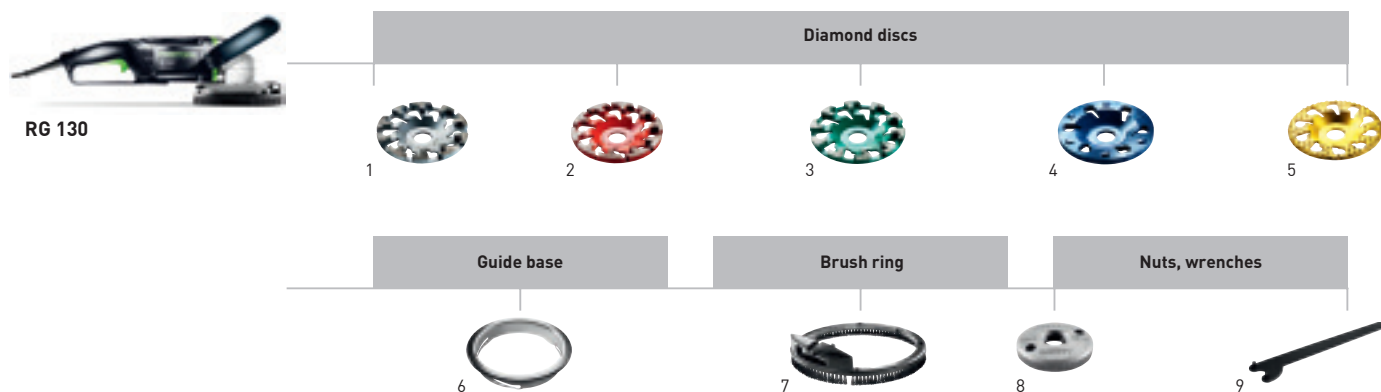 Diamond discs
RG 130
1
2
3
4
5
Guide base
Brush ring
Nuts, wrenches
6
7
8
9